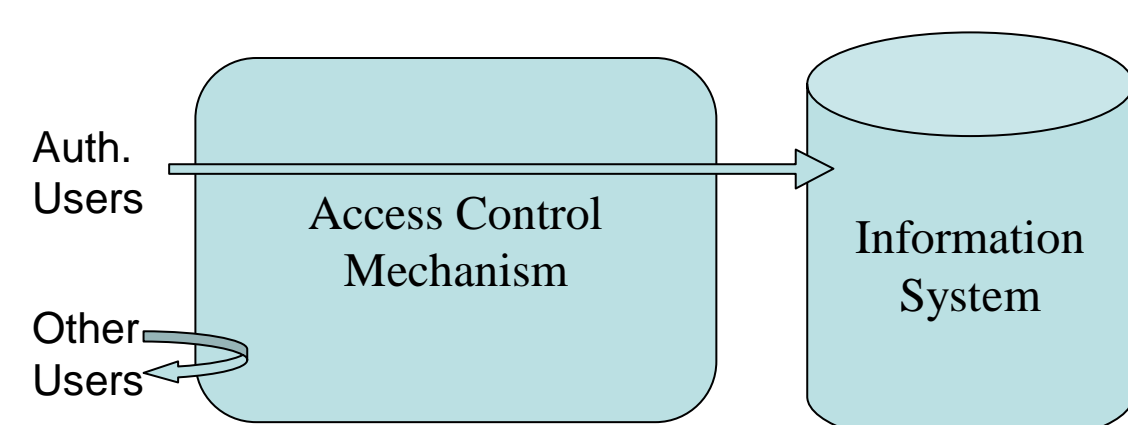 Auth.
Users
Access Control
Mechanism
Information
System
Other
Users